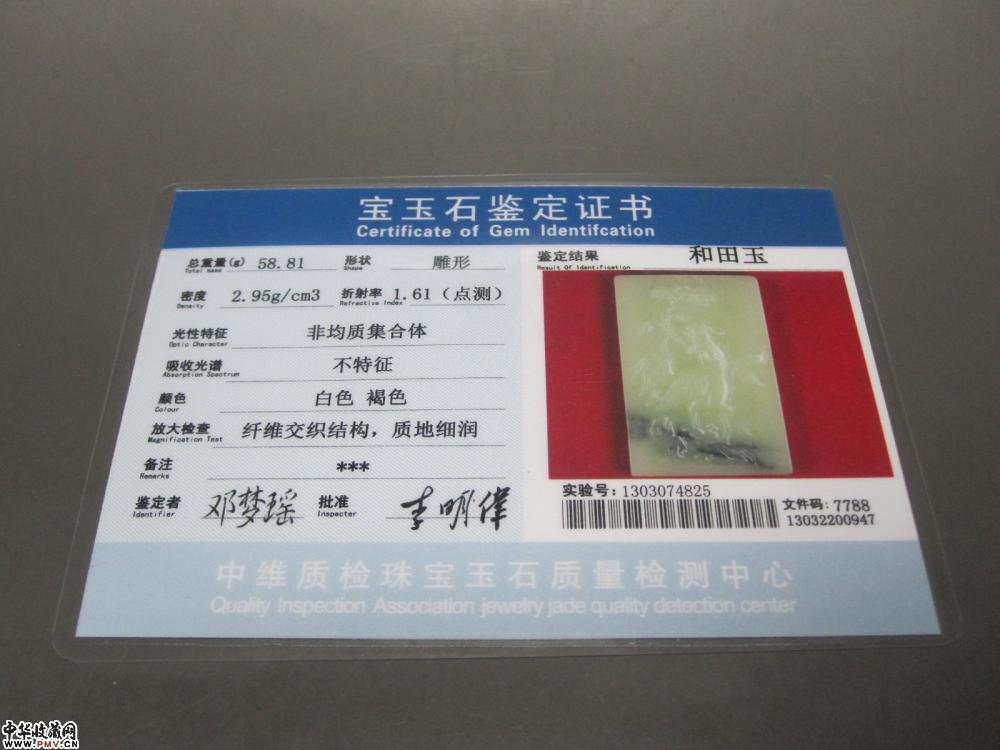 宝玉石鉴定证书
Certificate of Gem Identifcation
总重量(g) 58.81 形状 雕形
Total mass Shape
密度 2.95g/cm3 折射率 1.61（点测）
Density Refractive Index
光性特征 非均质集合体
Optic Character
吸收光谱 不特征
Absorption Spectrum
颜色 白色 褐色
Colour
放大检查 纤维交织结构，质地细润
Magnification Test
备注 ***
Remarks
鉴定者 邓梦瑶 批准 李明伟
Identifier Inspecter
鉴定结果 和田玉
Result Of Identification
实验号: 1303074825
文件码: 7788
13032200947
中维质检珠宝玉石质量检测中心
Quality Inspection Association jewelry jade quality detection center
中华收藏网
www.PMV.CN